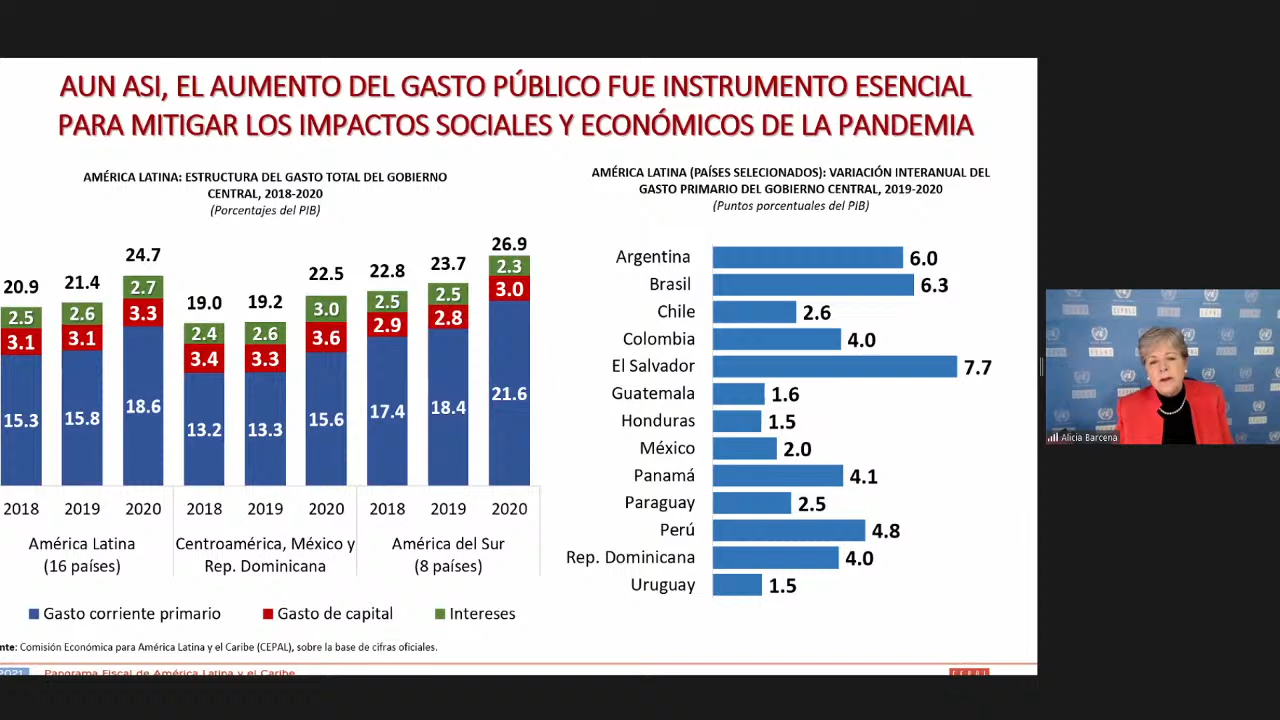 AUN ASI, EL AUMENTO DEL GASTO PÚBLICO FUE INSTRUMENTO ESENCIAL
PARA MITIGAR LOS IMPACTOS SOCIALES Y ECONÓMICOS DE LA PANDEMIA
AMÉRICA LATINA: ESTRUCTURA DEL GASTO TOTAL DEL GOBIERNO
CENTRAL, 2018-2020
(Porcentajes del PIB)
20.9
2.5
3.1
15.3
21.4
2.6
3.1
15.8
24.7
2.7
3.3
18.6
19.0
2.4
3.4
13.2
19.2
2.6
3.3
13.3
22.5
3.0
3.6
15.6
22.8
2.5
2.9
17.4
23.7
2.5
2.8
18.4
26.9
2.3
3.0
21.6
2018 2019 2020 2018 2019 2020 2018 2019 2020
América Latina
(16 países)
Centroamérica, México y
Rep. Dominicana
América del Sur
(8 países)
Gasto corriente primario Gasto de capital Intereses
AMÉRICA LATINA (PAÍSES SELECIONADOS): VARIACIÓN INTERANUAL DEL
GASTO PRIMARIO DEL GOBIERNO CENTRAL, 2019-2020
(Puntos porcentuales del PIB)
Argentina 6.0
Brasil 6.3
Chile 2.6
Colombia 4.0
El Salvador 7.7
Guatemala 1.6
Honduras 1.5
México 2.0
Panamá 4.1
Paraguay 2.5
Perú 4.8
Rep. Dominicana 4.0
Uruguay 1.5
nte: Comisión Económica para América Latina y el Caribe (CEPAL), sobre la base de cifras oficiales.
2021 Panorama Fiscal de América Latina y el Caribe
CEPAL
Alicia Barcena